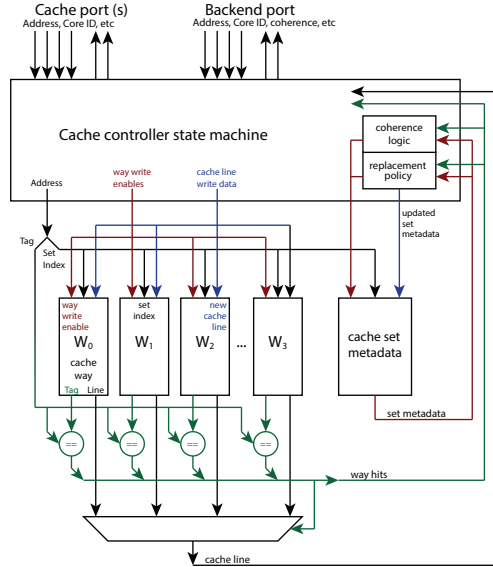 Cache port (s)
Address, Core ID, etc
Backend port
Address, Core ID, coherence, etc
Cache controller state machine
coherence
logic
replacement
policy
Address
way write
enables
cache line
write data
updated
set
metadata
Tag
Set
Index
way
write
enable
W0
cache
way
Tag
Line
set
index
W1
new
cache
line
W2
...
W3
cache set
metadata
set metadata
==
==
==
==
way hits
cache line